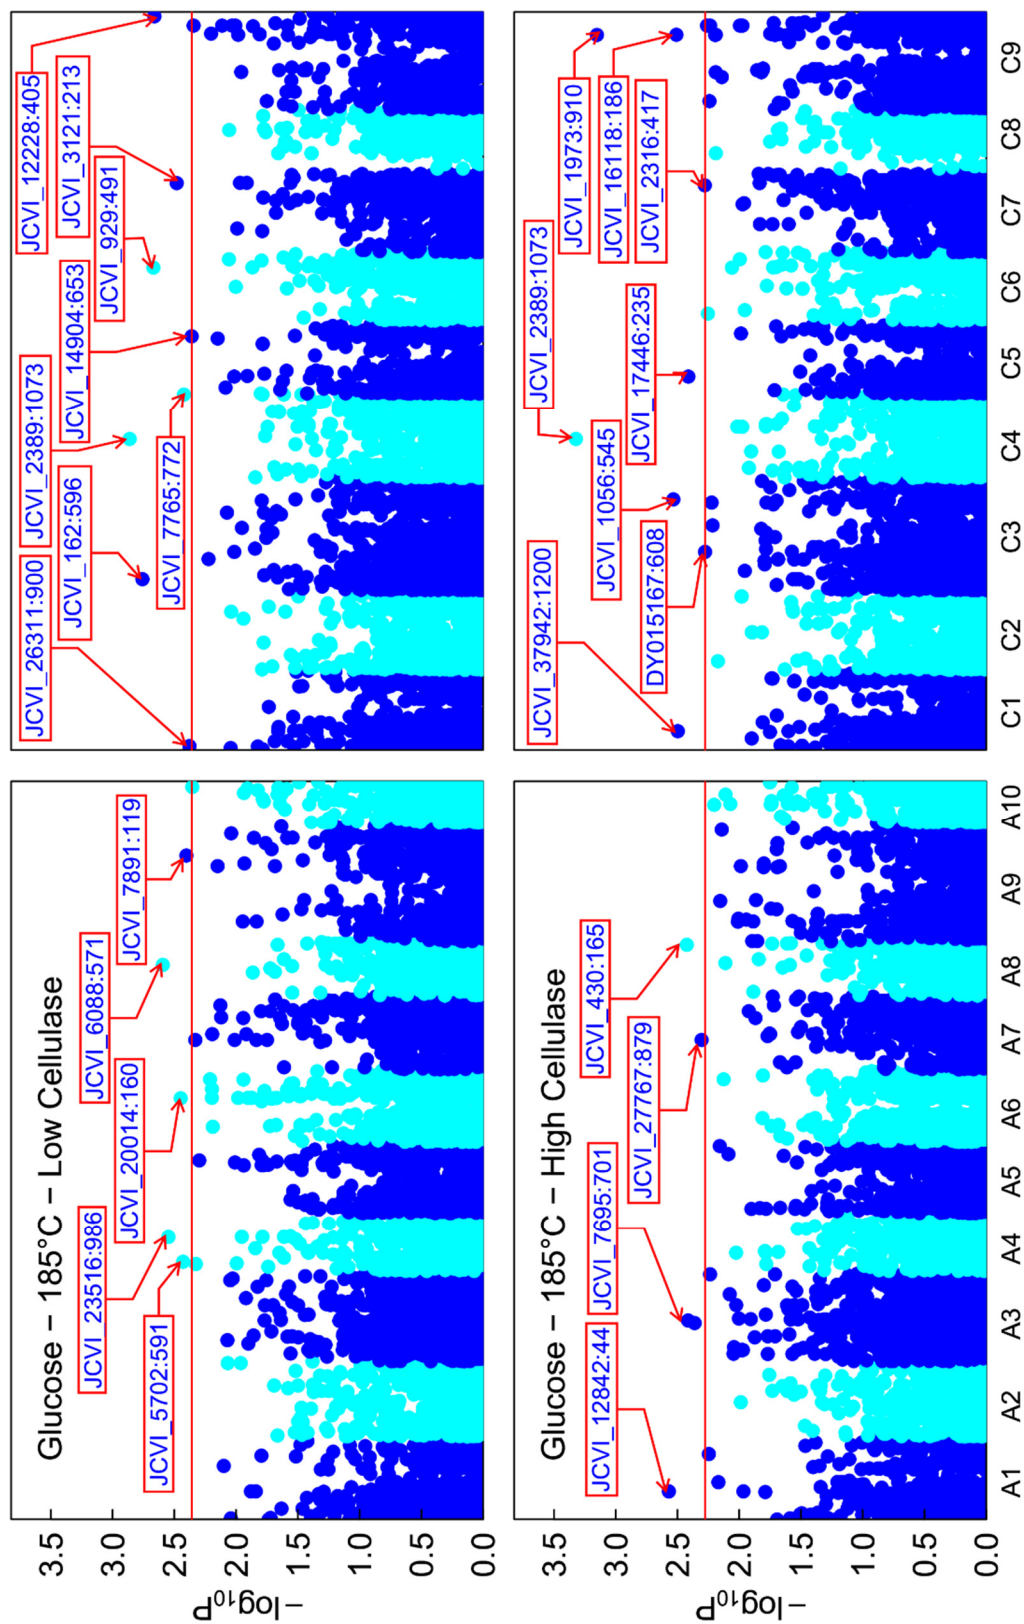 Glucose – 185°C – Low Cellulase
–log10P
3.5
3.0
2.5
2.0
1.5
1.0
0.5
0.0
JCVI_23516:986
JCVI_5702:591
JCVI_20014:160
JCVI_6088:571
JCVI_7891:119
JCVI_26311:900
JCVI_162:596
JCVI_2389:1073
JCVI_7765:772
JCVI_14904:653
JCVI_929:491
JCVI_3121:213
JCVI_12228:405
Glucose – 185°C – High Cellulase
–log10P
3.5
3.0
2.5
2.0
1.5
1.0
0.5
0.0
JCVI_12842:44
JCVI_7695:701
JCVI_27767:879
JCVI_430:165
JCVI_37942:1200
DY015167:608
JCVI_1056:545
JCVI_2389:1073
JCVI_17446:235
JCVI_2316:417
JCVI_16118:186
JCVI_1973:910
A1 A2 A3 A4 A5 A6 A7 A8 A9 A10 C1 C2 C3 C4 C5 C6 C7 C8 C9